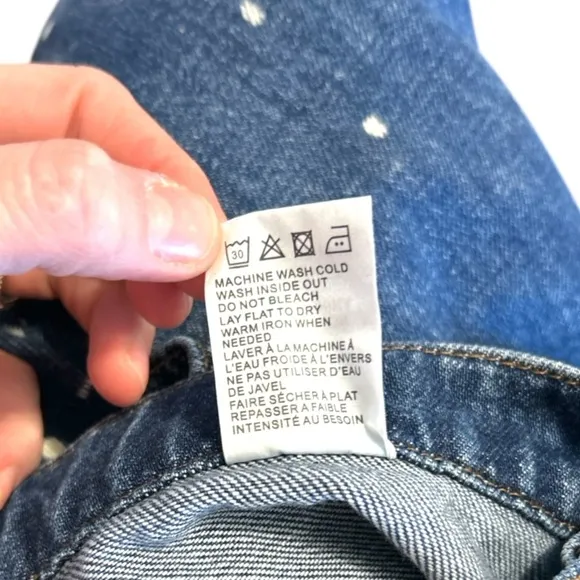 30
MACHINE WASH COLD
WASH INSIDE OUT
DO NOT BLEACH
LAY FLAT TO DRY
WARM IRON WHEN
NEEDED
LAVER À LA MACHINE À
L'EAU FROIDE À L'ENVERS
NE PAS UTILISER D'EAU
DE JAVEL
FAIRE SÈCHER À PLAT
REPASSER A FAIBLE
INTENSITÉ AU BESOIN